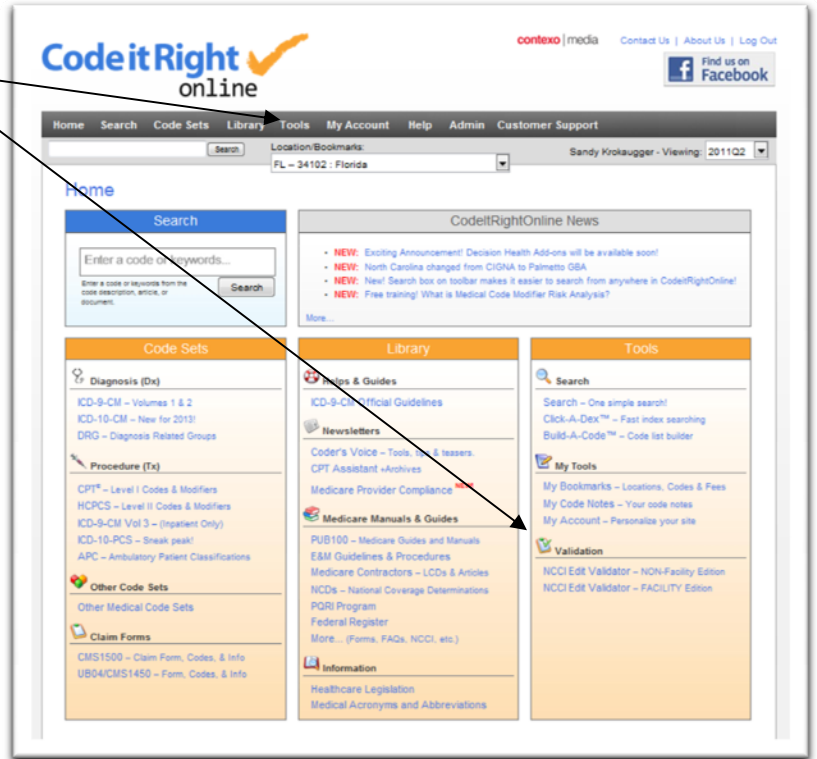 CodeitRight
online
contexo|media Contact Us | About Us | Log Out
Find us on
Facebook
Home Search Code Sets Library Tools My Account Help Admin Customer Support
Search
Location/Bookmarks:
FL – 34102 : Florida
Sandy Krokaugger - Viewing: 2011Q2
Home
Search
Enter a code or keywords...
Enter a code or keywords from the
code description, article, or
document.
Search
CodeItRightOnline News
• NEW: Exciting Announcement! Decision Health Add-ons will be available soon!
• NEW: North Carolina changed from CIGNA to Palmetto GBA
• NEW: New! Search box on toolbar makes it easier to search from anywhere in CodeitRightOnline!
• NEW: Free training! What is Medical Code Modifier Risk Analysis?
More...
Code Sets
Diagnosis (Dx)
ICD-9-CM – Volumes 1 & 2
ICD-10-CM – New for 2013!
DRG – Diagnosis Related Groups
Procedure (Tx)
CPT® – Level I Codes & Modifiers
HCPCS – Level II Codes & Modifiers
ICD-9-CM Vol 3 – (Inpatient Only)
ICD-10-PCS – Sneak peak!
APC – Ambulatory Patient Classifications
Other Code Sets
Other Medical Code Sets
Claim Forms
CMS1500 – Claim Form, Codes, & Info
UB04/CMS1450 – Form, Codes, & Info
Library
Helps & Guides
ICD-9-CM Official Guidelines
Newsletters
Coder's Voice – Tools, tips & teasers.
CPT Assistant +Archives
Medicare Provider Compliance NEW!
Medicare Manuals & Guides
PUB100 – Medicare Guides and Manuals
E&M Guidelines & Procedures
Medicare Contractors – LCDs & Articles
NCDs – National Coverage Determinations
PQRI Program
Federal Register
More... (Forms, FAQs, NCCI, etc.)
Information
Healthcare Legislation
Medical Acronyms and Abbreviations
Tools
Search
Search – One simple search!
Click-A-Dex™ – Fast index searching
Build-A-Code™ – Code list builder
My Tools
My Bookmarks – Locations, Codes & Fees
My Code Notes – Your code notes
My Account – Personalize your site
Validation
NCCI Edit Validator – NON-Facility Edition
NCCI Edit Validator – FACILITY Edition